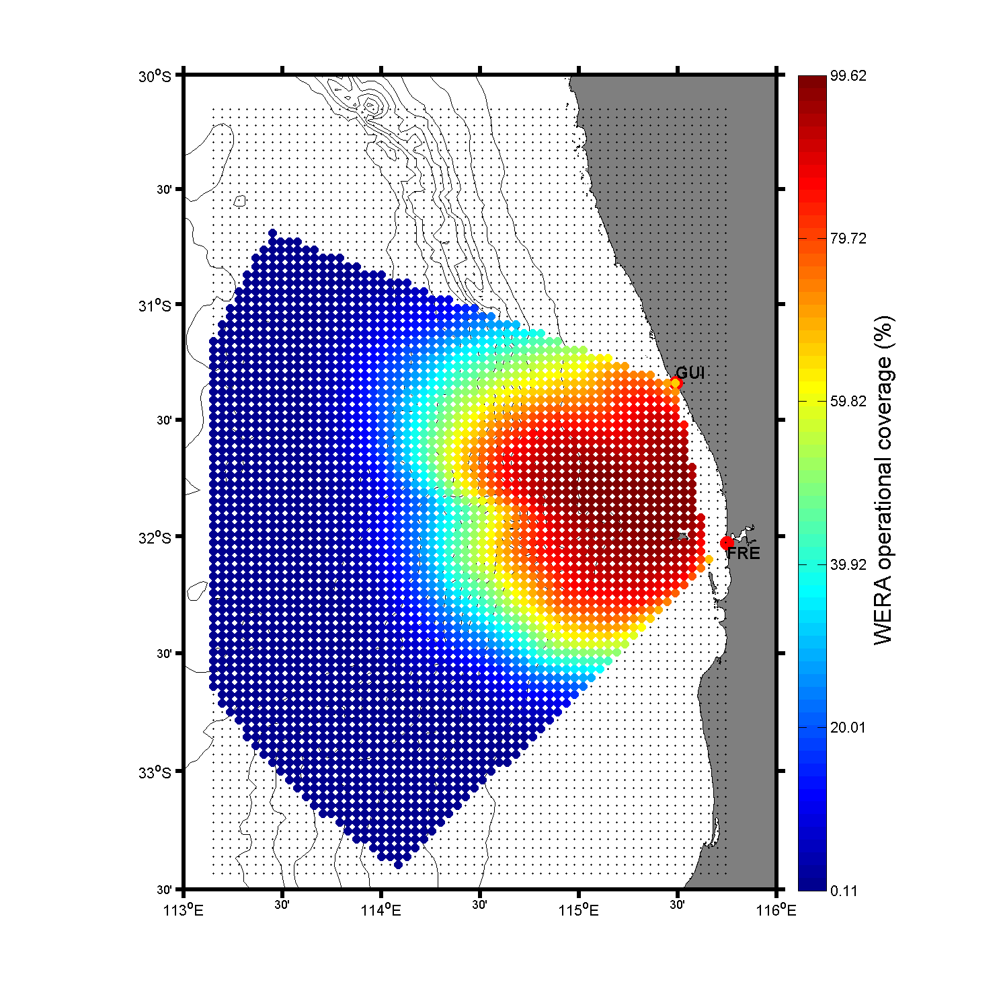 30°S
30'
31°S
30'
32°S
30'
33°S
30'
113°E
30'
114°E
30'
115°E
30'
116°E
GUI
FRE
99.62
79.72
59.82
39.92
20.01
0.11
WERA operational coverage (%)